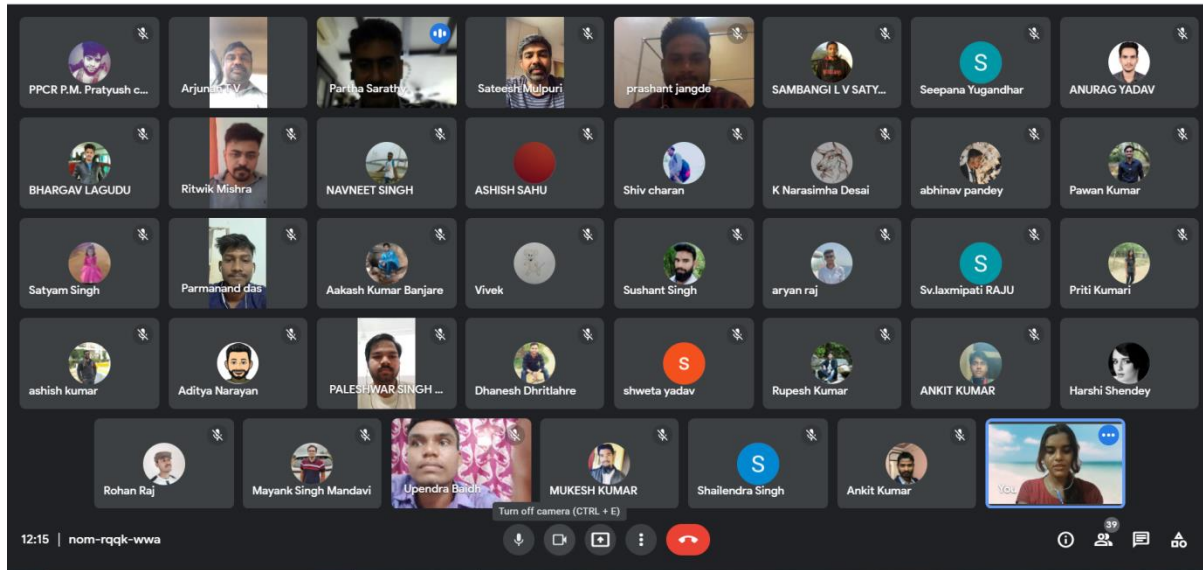 PPCR P.M. Pratyush c...
Arjunan T V
Partha Sarathy
Sateesh Mulpuri
prashant jangde
SAMBANGI L V SATY...
S
Seepana Yugandhar
ANURAG YADAV
BHARGAV LAGUDU
Ritwik Mishra
NAVNEET SINGH
ASHISH SAHU
Shiv charan
K Narasimha Desai
abhinav pandey
Pawan Kumar
Satyam Singh
Parmanand das
Aakash Kumar Banjare
Vivek
Sushant Singh
aryan raj
S
Sv.laxmipati RAJU
Priti Kumari
ashish kumar
Aditya Narayan
PALESHWAR SINGH ...
Dhanesh Dhritlahre
S
shweta yadav
Rupesh Kumar
ANKIT KUMAR
Harshi Shendey
Rohan Raj
Mayank Singh Mandavi
Upendra Baidh
MUKESH KUMAR
S
Shailendra Singh
Ankit Kumar
You
Turn off camera (CTRL + E)
12:15 | nom-rqqk-wwa
39